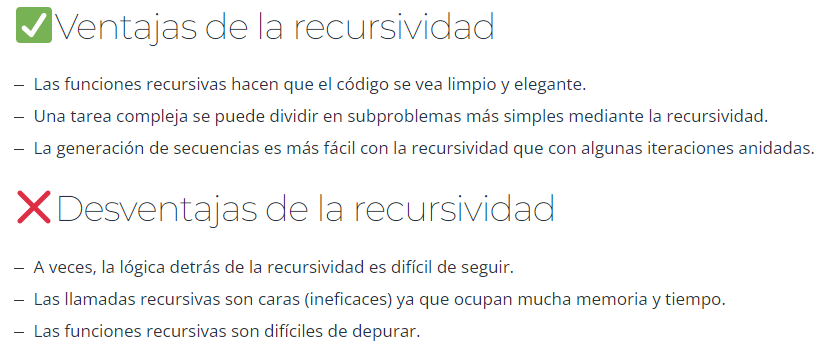 ✅Ventajas de la recursividad
– Las funciones recursivas hacen que el código se vea limpio y elegante.
– Una tarea compleja se puede dividir en subproblemas más simples mediante la recursividad.
– La generación de secuencias es más fácil con la recursividad que con algunas iteraciones anidadas.
❌Desventajas de la recursividad
– A veces, la lógica detrás de la recursividad es difícil de seguir.
– Las llamadas recursivas son caras (ineficaces) ya que ocupan mucha memoria y tiempo.
– Las funciones recursivas son difíciles de depurar.